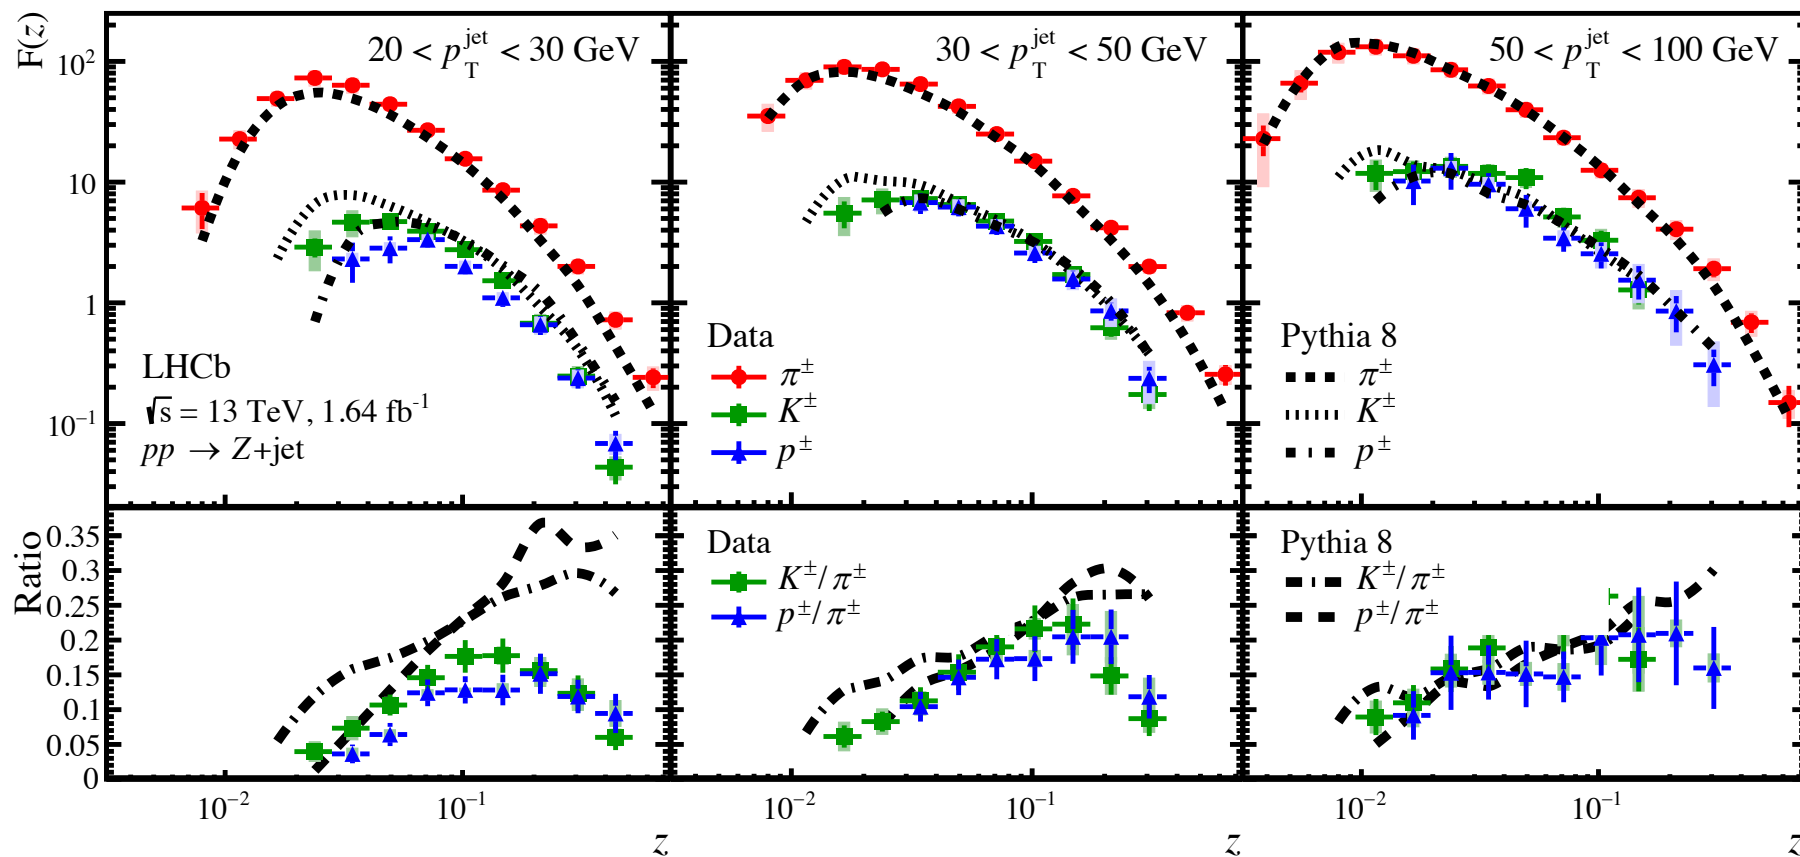 F(z)
20 < p_T^jet < 30 GeV
30 < p_T^jet < 50 GeV
50 < p_T^jet < 100 GeV
10²
10
1
10⁻¹
LHCb
√s = 13 TeV, 1.64 fb⁻¹
pp → Z+jet
Data
π±
K±
p±
Pythia 8
π±
K±
p±
Ratio
0.35
0.3
0.25
0.2
0.15
0.1
0.05
0
Data
K±/π±
p±/π±
Pythia 8
K±/π±
p±/π±
10⁻² 10⁻¹ 10⁻² 10⁻¹ 10⁻² 10⁻¹
z z z